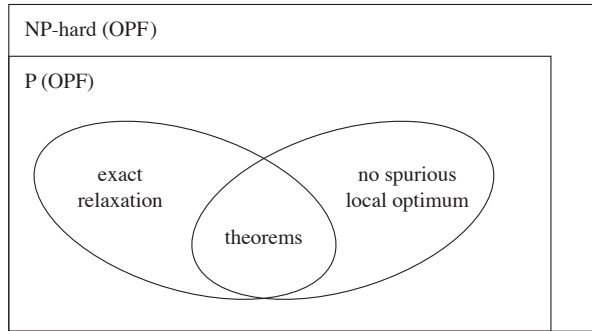 NP-hard (OPF)
P (OPF)
exact
relaxation
no spurious
local optimum
theorems